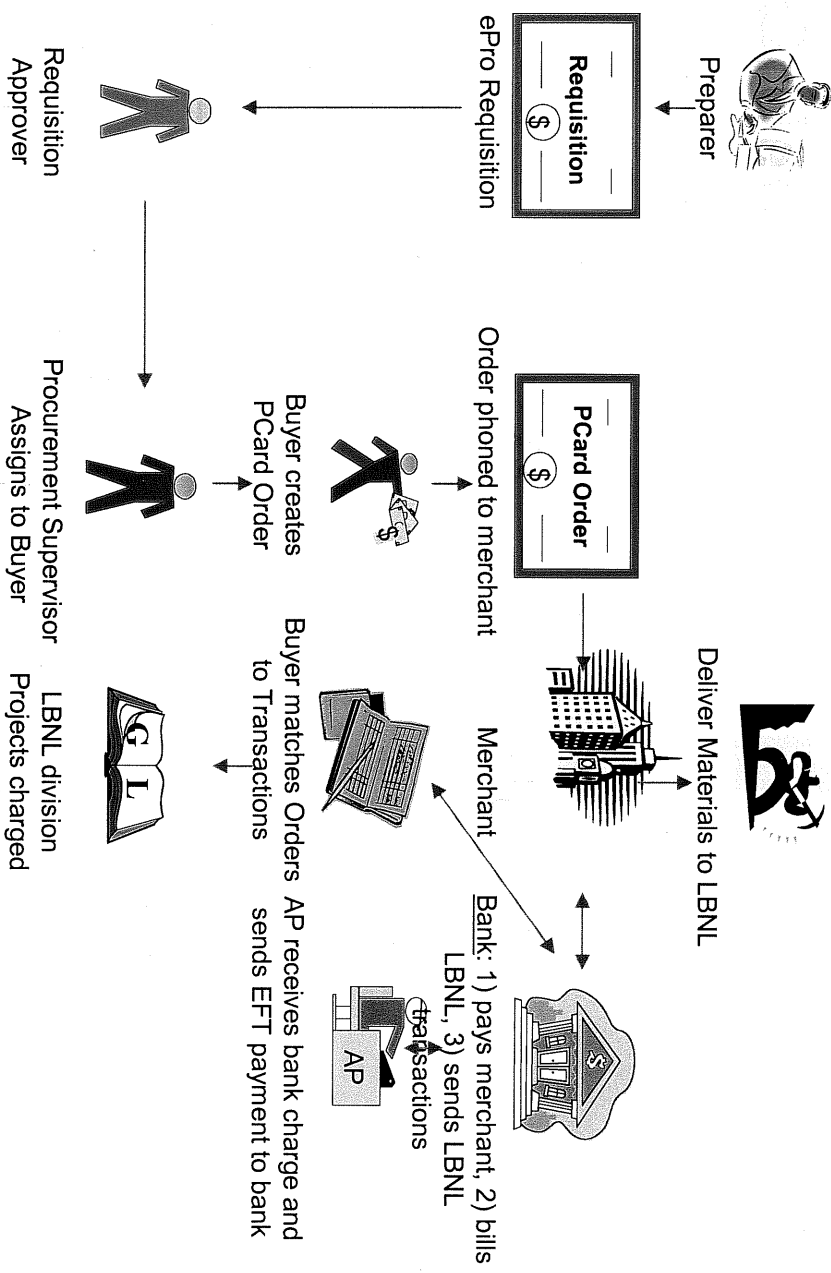 Preparer
Requisition
$
ePro Requisition
Requisition
Approver
Deliver Materials to LBNL
PCard Order
$
Order phoned to merchant
$
Buyer creates
PCard Order
Procurement Supervisor
Assigns to Buyer
Merchant
Buyer matches Orders
to Transactions
G L
LBNL division
Projects charged
$
Bank: 1) pays merchant, 2) bills
LBNL, 3) sends LBNL
transactions
AP
AP receives bank charge and
sends EFT payment to bank